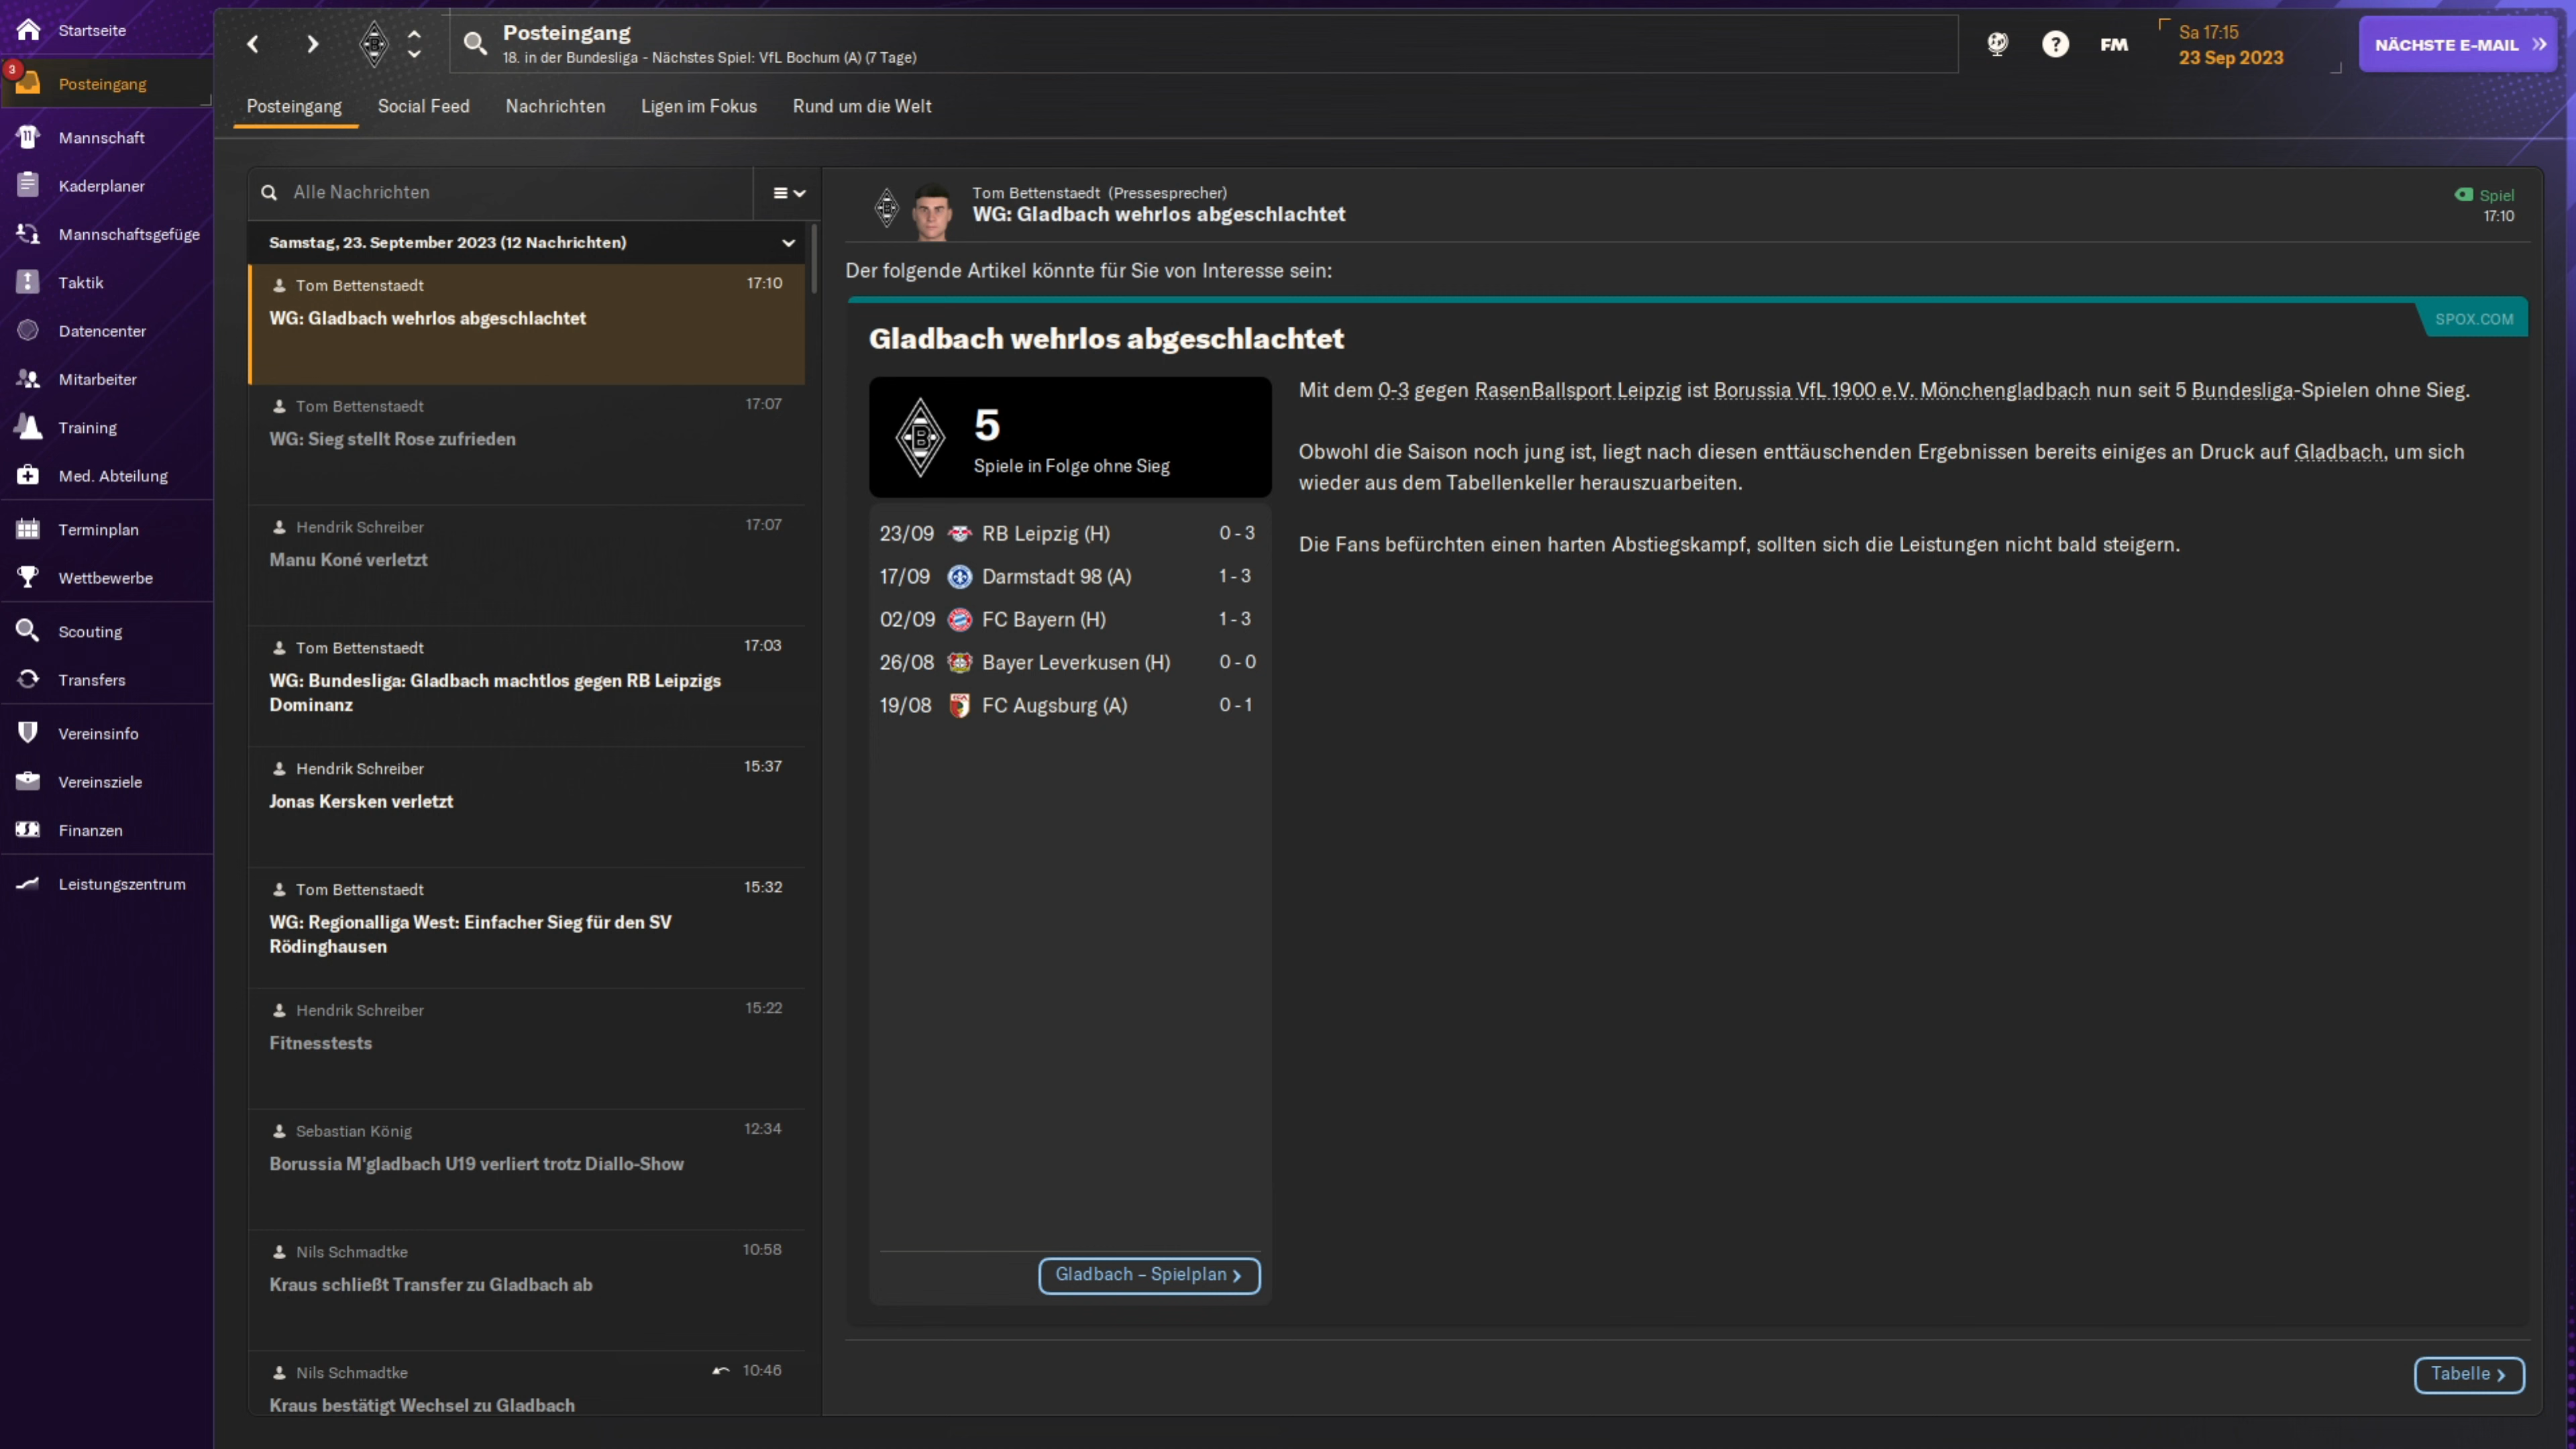 Startseite
3
Posteingang
Mannschaft
Kaderplaner
Mannschaftsgefüge
Taktik
Datencenter
Mitarbeiter
Training
Med. Abteilung
Terminplan
Wettbewerbe
Scouting
Transfers
Vereinsinfo
Vereinsziele
Finanzen
Leistungszentrum
Posteingang
18. in der Bundesliga - Nächstes Spiel: VfL Bochum (A) (7 Tage)
?
FM
Sa 17:15
23 Sep 2023
NÄCHSTE E-MAIL
Posteingang Social Feed Nachrichten Ligen im Fokus Rund um die Welt
Alle Nachrichten
Samstag, 23. September 2023 (12 Nachrichten)
Tom Bettenstaedt 17:10
WG: Gladbach wehrlos abgeschlachtet
Tom Bettenstaedt 17:07
WG: Sieg stellt Rose zufrieden
Hendrik Schreiber 17:07
Manu Koné verletzt
Tom Bettenstaedt 17:03
WG: Bundesliga: Gladbach machtlos gegen RB Leipzigs
Dominanz
Hendrik Schreiber 15:37
Jonas Kersken verletzt
Tom Bettenstaedt 15:32
WG: Regionalliga West: Einfacher Sieg für den SV
Rödinghausen
Hendrik Schreiber 15:22
Fitnesstests
Sebastian König 12:34
Borussia M'gladbach U19 verliert trotz Diallo-Show
Nils Schmadtke 10:58
Kraus schließt Transfer zu Gladbach ab
Nils Schmadtke 10:46
Kraus bestätigt Wechsel zu Gladbach
Tom Bettenstaedt (Pressesprecher)
WG: Gladbach wehrlos abgeschlachtet
Spiel
17:10
Der folgende Artikel könnte für Sie von Interesse sein:
SPOX.COM
Gladbach wehrlos abgeschlachtet
5
Spiele in Folge ohne Sieg
23/09 RB Leipzig (H) 0 - 3
17/09 Darmstadt 98 (A) 1 - 3
02/09 FC Bayern (H) 1 - 3
26/08 Bayer Leverkusen (H) 0 - 0
19/08 FC Augsburg (A) 0 - 1
Gladbach – Spielplan
Mit dem 0-3 gegen RasenBallsport Leipzig ist Borussia VfL 1900 e.V. Mönchengladbach nun seit 5 Bundesliga-Spielen ohne Sieg.
Obwohl die Saison noch jung ist, liegt nach diesen enttäuschenden Ergebnissen bereits einiges an Druck auf Gladbach, um sich
wieder aus dem Tabellenkeller herauszuarbeiten.
Die Fans befürchten einen harten Abstiegskampf, sollten sich die Leistungen nicht bald steigern.
Tabelle